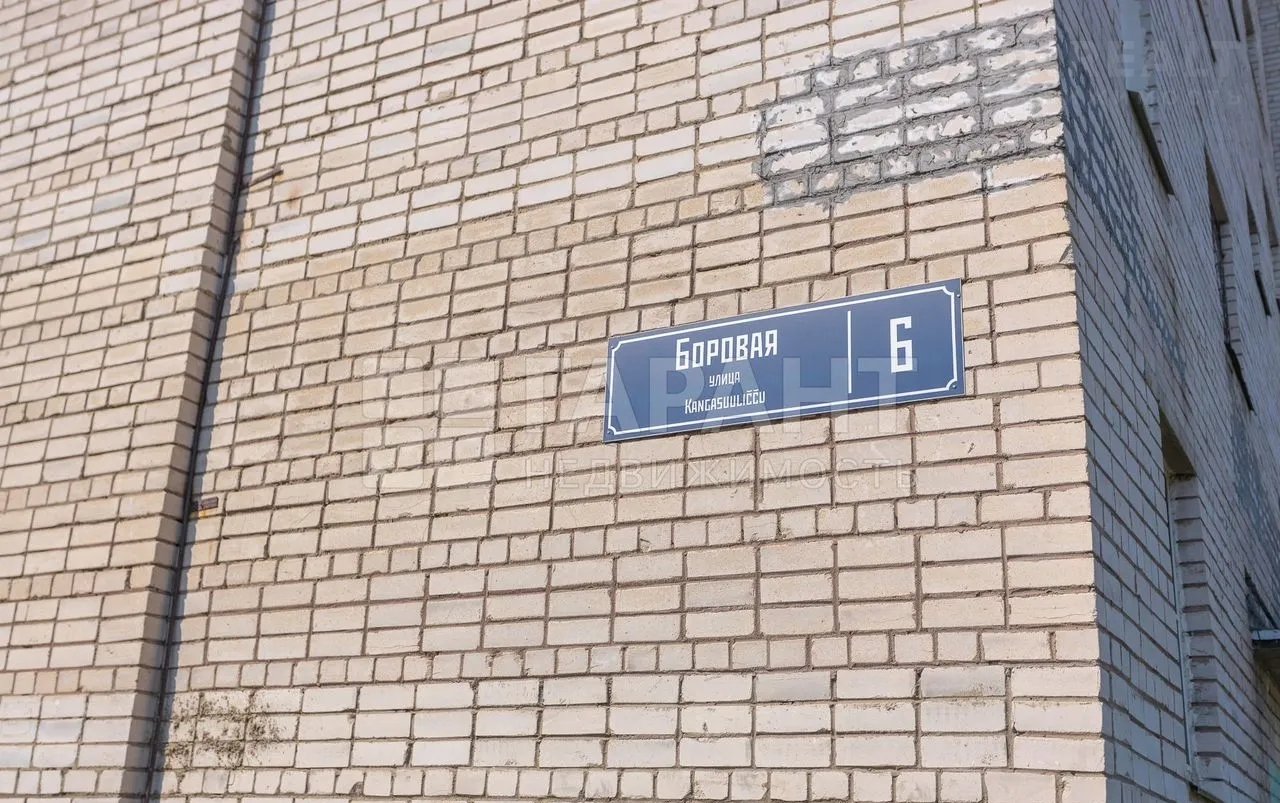 Боровая
улица
Kangasuuličču
6
ГАРАНТ
НЕДВИЖИМОСТЬ